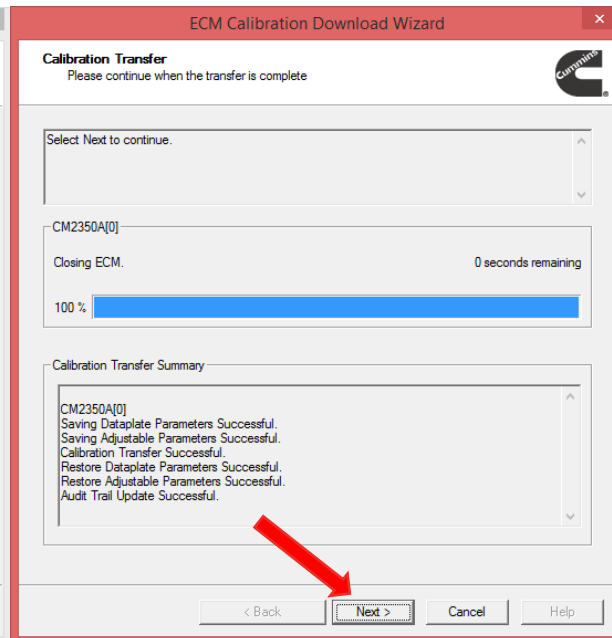 ECM Calibration Download Wizard
×
Calibration Transfer
Please continue when the transfer is complete
Cummins
Select Next to continue.
CM2350A[0]
Closing ECM.
0 seconds remaining
100 %
Calibration Transfer Summary
CM2350A[0]
Saving Dataplate Parameters Successful.
Saving Adjustable Parameters Successful.
Calibration Transfer Successful.
Restore Dataplate Parameters Successful.
Restore Adjustable Parameters Successful.
Audit Trail Update Successful.
< Back
Next >
Cancel
Help